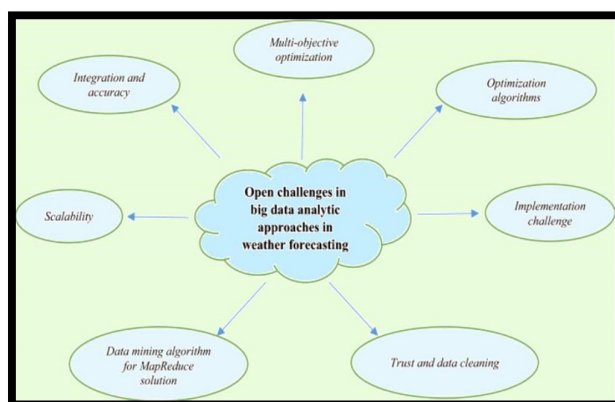 Multi-objective
optimization
Integration and
accuracy
Optimization
algorithms
Open challenges in
big data analytic
approaches in
weather forecasting
Scalability
Implementation
challenge
Data mining algorithm
for MapReduce
solution
Trust and data cleaning